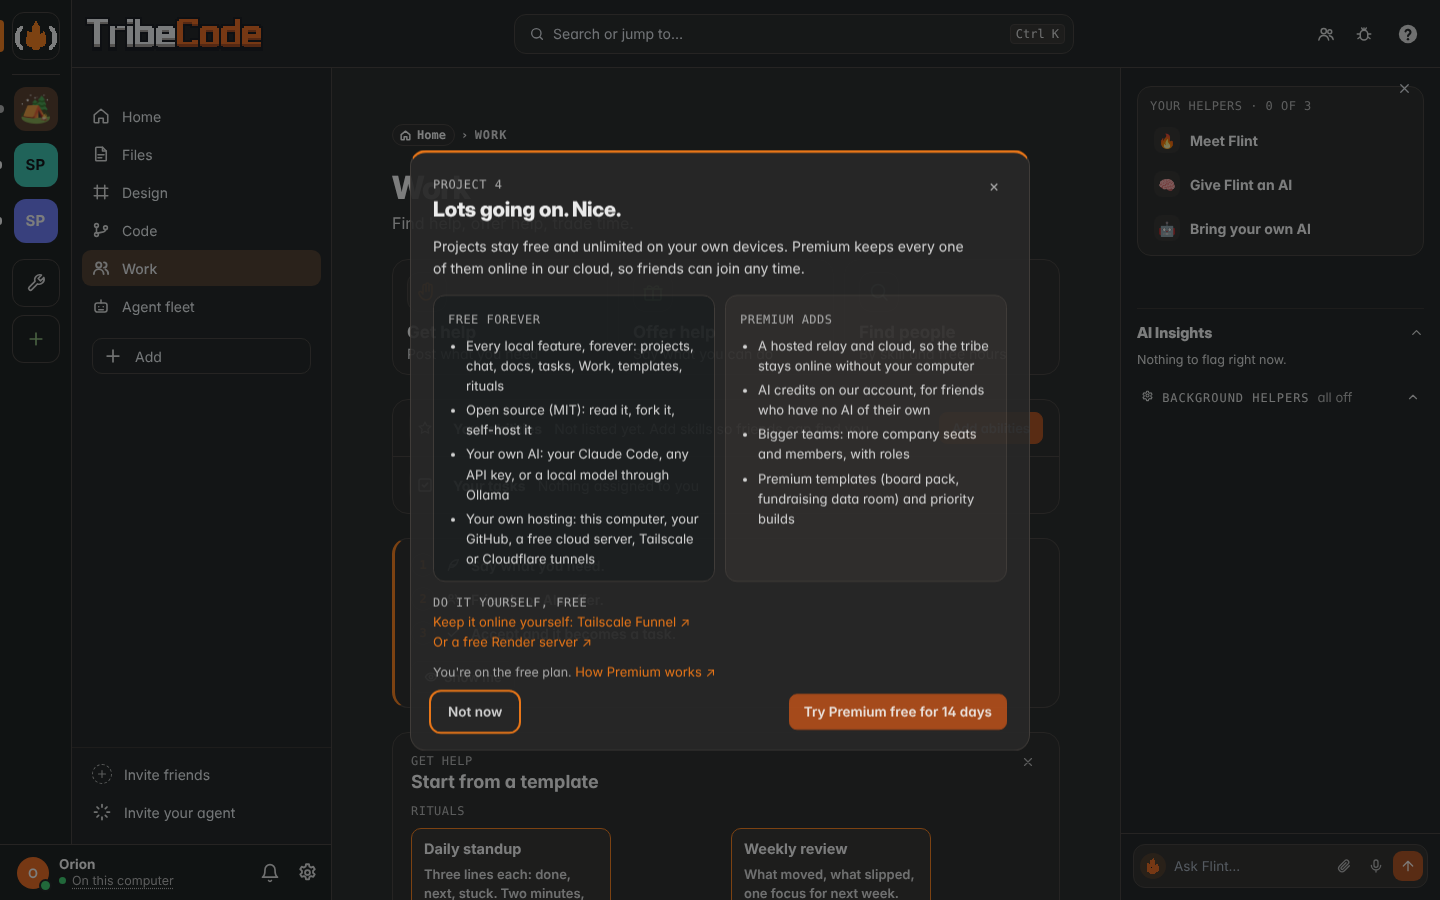 TribeCode
Search or jump to...
Ctrl K
SP
SP
Home
Files
Design
Code
Work
Agent fleet
Add
Invite friends
Invite your agent
O
Orion
On this computer
Home › WORK
PROJECT 4
Lots going on. Nice.
Projects stay free and unlimited on your own devices. Premium keeps every one
of them online in our cloud, so friends can join any time.
FREE FOREVER
• Every local feature, forever: projects,
chat, docs, tasks, Work, templates,
rituals
• Open source (MIT): read it, fork it,
self-host it
• Your own AI: your Claude Code, any
API key, or a local model through
Ollama
• Your own hosting: this computer, your
GitHub, a free cloud server, Tailscale
or Cloudflare tunnels
PREMIUM ADDS
• A hosted relay and cloud, so the tribe
stays online without your computer
• AI credits on our account, for friends
who have no AI of their own
• Bigger teams: more company seats
and members, with roles
• Premium templates (board pack,
fundraising data room) and priority
builds
DO IT YOURSELF, FREE
Keep it online yourself: Tailscale Funnel ↗
Or a free Render server ↗
You're on the free plan. How Premium works ↗
Not now
Try Premium free for 14 days
Get help
Offer help
Find people
GET HELP
Start from a template
RITUALS
Daily standup
Three lines each: done,
next, stuck. Two minutes,
Weekly review
What moved, what slipped,
one focus for next week.
YOUR HELPERS · 0 OF 3
Meet Flint
Give Flint an AI
Bring your own AI
AI Insights
Nothing to flag right now.
BACKGROUND HELPERS all off
Ask Flint...